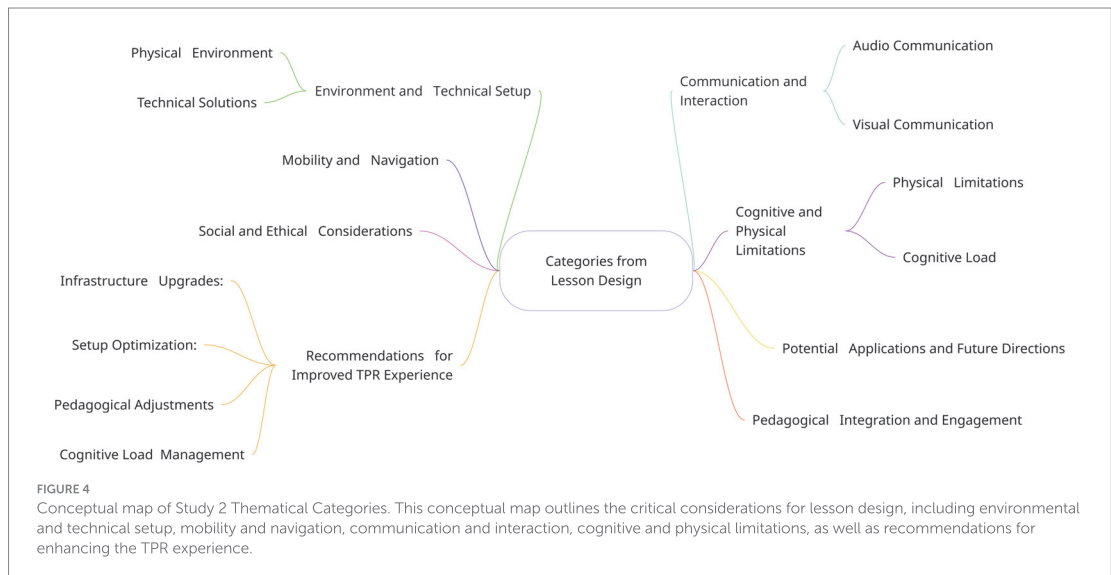 Physical Environment
Technical Solutions
Environment and Technical Setup
Mobility and Navigation
Social and Ethical Considerations
Infrastructure Upgrades:
Setup Optimization:
Pedagogical Adjustments
Cognitive Load Management
Recommendations for
Improved TPR Experience
Categories from
Lesson Design
Communication and
Interaction
Audio Communication
Visual Communication
Cognitive and
Physical
Limitations
Physical Limitations
Cognitive Load
Potential Applications and Future Directions
Pedagogical Integration and Engagement
FIGURE 4
Conceptual map of Study 2 Thematical Categories. This conceptual map outlines the critical considerations for lesson design, including environmental
and technical setup, mobility and navigation, communication and interaction, cognitive and physical limitations, as well as recommendations for
enhancing the TPR experience.